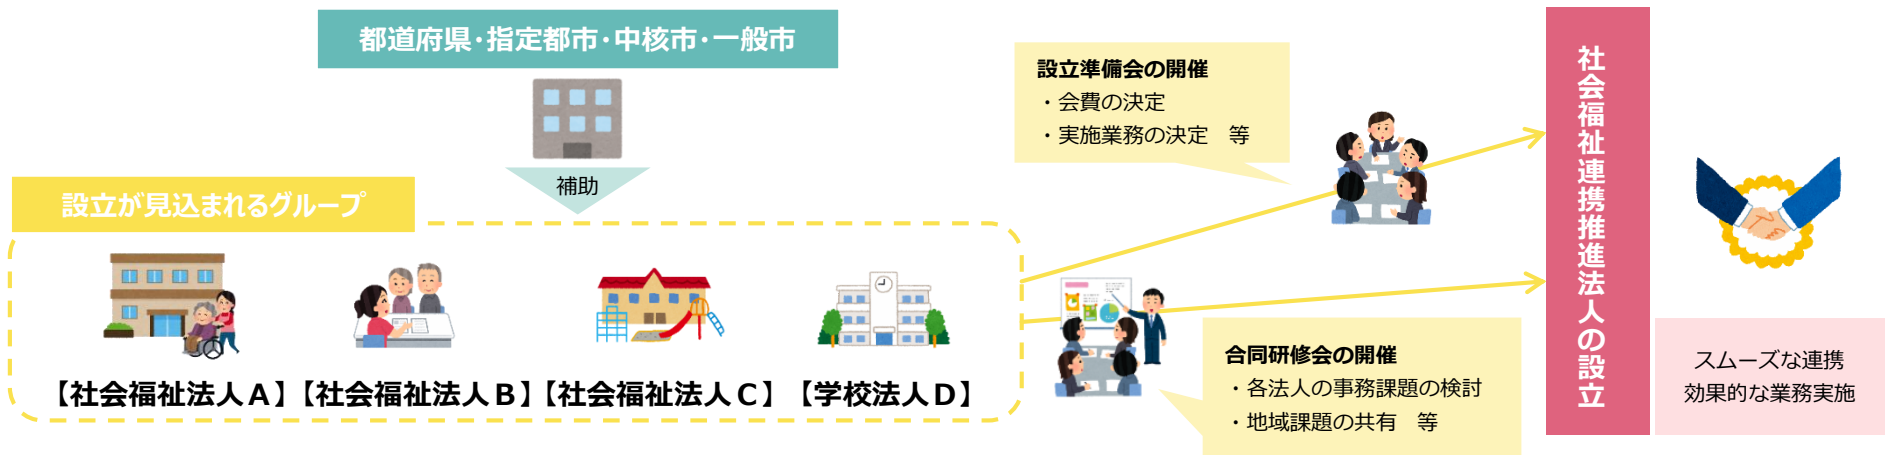 都道府県・指定都市・中核市・一般市
補助
設立が見込まれるグループ
【社会福祉法人A】【社会福祉法人B】【社会福祉法人C】【学校法人D】
設立準備会の開催
・会費の決定
・実施業務の決定　等
合同研修会の開催
・各法人の事務課題の検討
・地域課題の共有　等
社会福祉連携推進法人の設立
スムーズな連携
効果的な業務実施